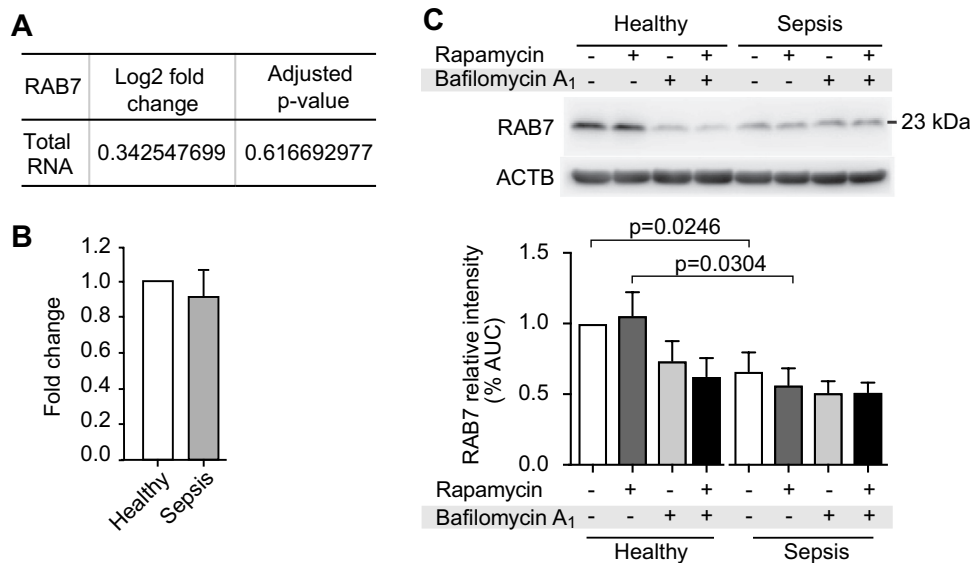 A
RAB7 Log2 fold change Adjusted p-value
Total RNA 0.342547699 0.616692977
B
Fold change
1.2
1.0
0.8
0.6
0.4
0.2
0.0
Healthy Sepsis
C
Healthy Sepsis
Rapamycin - + - + - + - +
Bafilomycin A1 - - + + - - + +
RAB7 23 kDa
ACTB
p=0.0246
p=0.0304
RAB7 relative intensity
(% AUC)
1.5
1.0
0.5
0.0
Rapamycin - + - + - + - +
Bafilomycin A1 - - + + - - + +
Healthy Sepsis